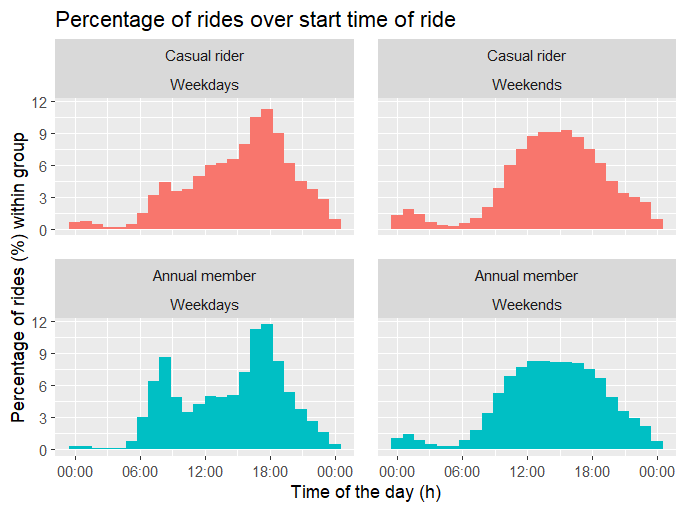 Percentage of rides over start time of ride
Casual rider
Weekdays
Casual rider
Weekends
12
9
6
3
0
Annual member
Weekdays
Annual member
Weekends
12
9
6
3
0
Percentage of rides (%) within group
00:00 06:00 12:00 18:00 00:00
00:00 06:00 12:00 18:00 00:00
Time of the day (h)